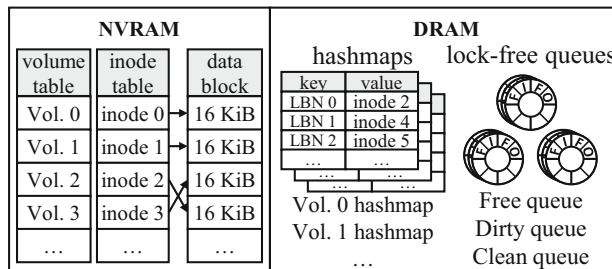 NVRAM
volume table
inode table
data block
Vol. 0
inode 0
16 KiB
Vol. 1
inode 1
16 KiB
Vol. 2
inode 2
16 KiB
Vol. 3
inode 3
16 KiB
…
…
…
DRAM
hashmaps
key
value
LBN 0
inode 2
LBN 1
inode 4
LBN 2
inode 5
…
…
…
…
Vol. 0 hashmap
Vol. 1 hashmap
…
lock-free queues
F I F O
F I F O
F I F O
Free queue
Dirty queue
Clean queue